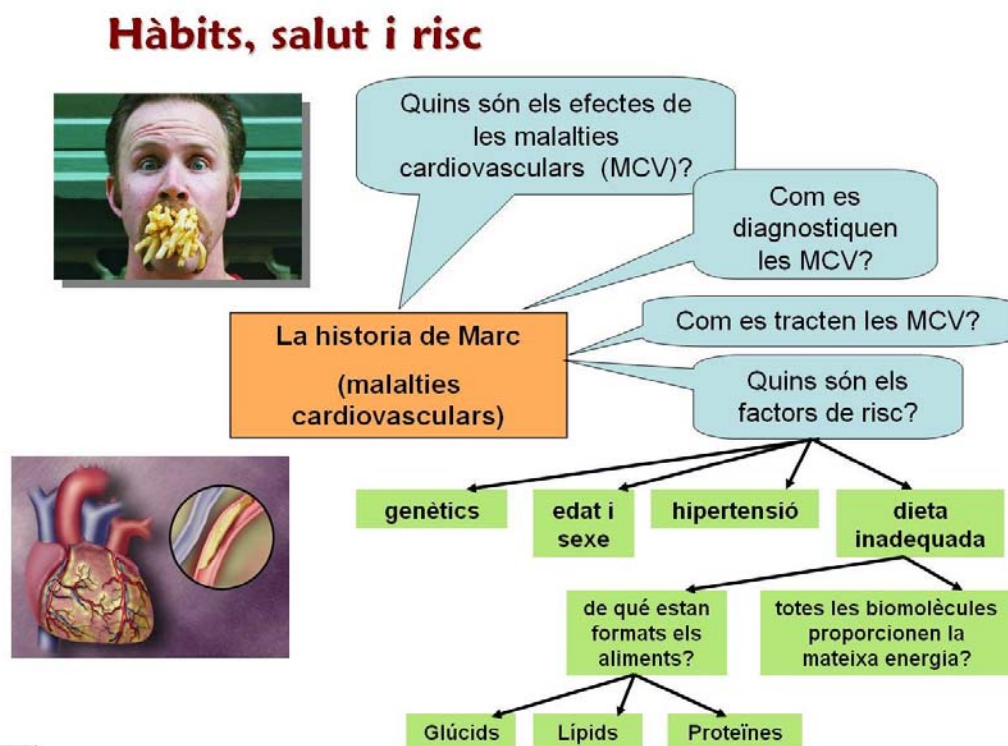 Hàbits, salut i risc
Quins són els efectes de
les malalties
cardiovasculars (MCV)?
Com es
diagnostiquen
les MCV?
La historia de Marc
(malalties
cardiovasculars)
Com es tracten les MCV?
Quins són els
factors de risc?
genètics
edat i
sexe
hipertensió
dieta
inadequada
de qué estan
formats els
aliments?
totes les biomolècules
proporcionen la
mateixa energia?
Glúcids
Lípids
Proteïnes